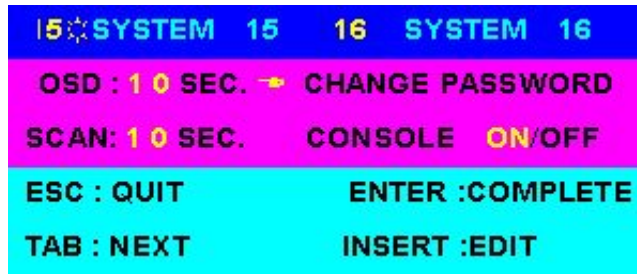 15 SYSTEM 15 16 SYSTEM 16
OSD : 1 0 SEC. CHANGE PASSWORD
SCAN: 1 0 SEC. CONSOLE ON/OFF
ESC : QUIT ENTER :COMPLETE
TAB : NEXT INSERT :EDIT